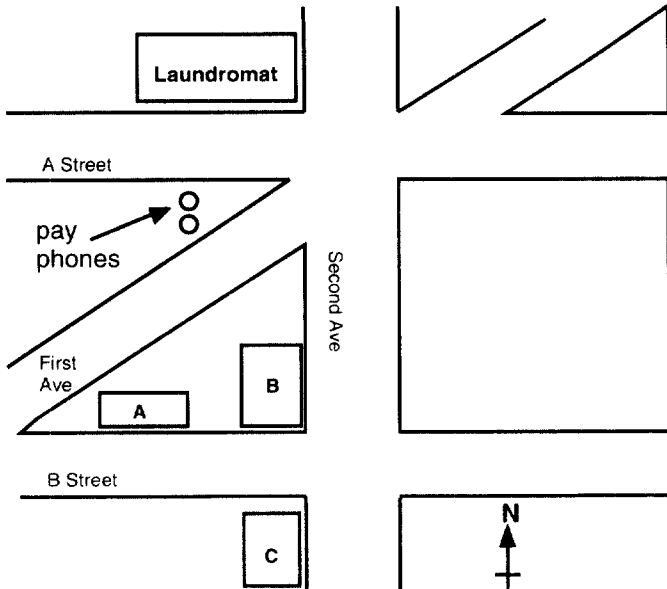 Laundromat
A Street
pay
phones
Second Ave
First
Ave
B
A
B Street
N
C